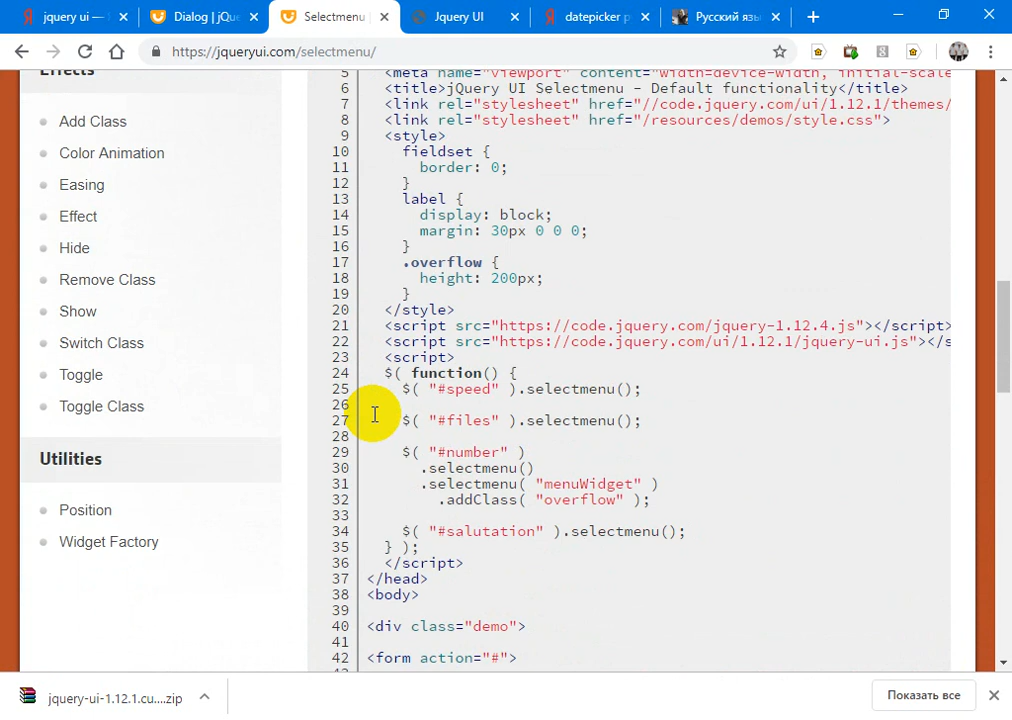 jquery ui —
Dialog | jQu
Selectmenu
Jquery UI
datepicker p
Русский язы
https://jqueryui.com/selectmenu/
Effects
Add Class
Color Animation
Easing
Effect
Hide
Remove Class
Show
Switch Class
Toggle
Toggle Class
Utilities
Position
Widget Factory
5 <meta name="viewport" content="width=device-width, initial-scale
6 <title>jQuery UI Selectmenu - Default functionality</title>
7 <link rel="stylesheet" href="//code.jquery.com/ui/1.12.1/themes/
8 <link rel="stylesheet" href="/resources/demos/style.css">
9 <style>
10 fieldset {
11 border: 0;
12 }
13 label {
14 display: block;
15 margin: 30px 0 0 0;
16 }
17 .overflow {
18 height: 200px;
19 }
20 </style>
21 <script src="https://code.jquery.com/jquery-1.12.4.js"></script>
22 <script src="https://code.jquery.com/ui/1.12.1/jquery-ui.js"></s
23 <script>
24 $( function() {
25 $( "#speed" ).selectmenu();
26
27 $( "#files" ).selectmenu();
28
29 $( "#number" )
30 .selectmenu()
31 .selectmenu( "menuWidget" )
32 .addClass( "overflow" );
33
34 $( "#salutation" ).selectmenu();
35 } );
36 </script>
37 </head>
38 <body>
39
40 <div class="demo">
41
42 <form action="#">
jquery-ui-1.12.1.cu....zip
Показать все